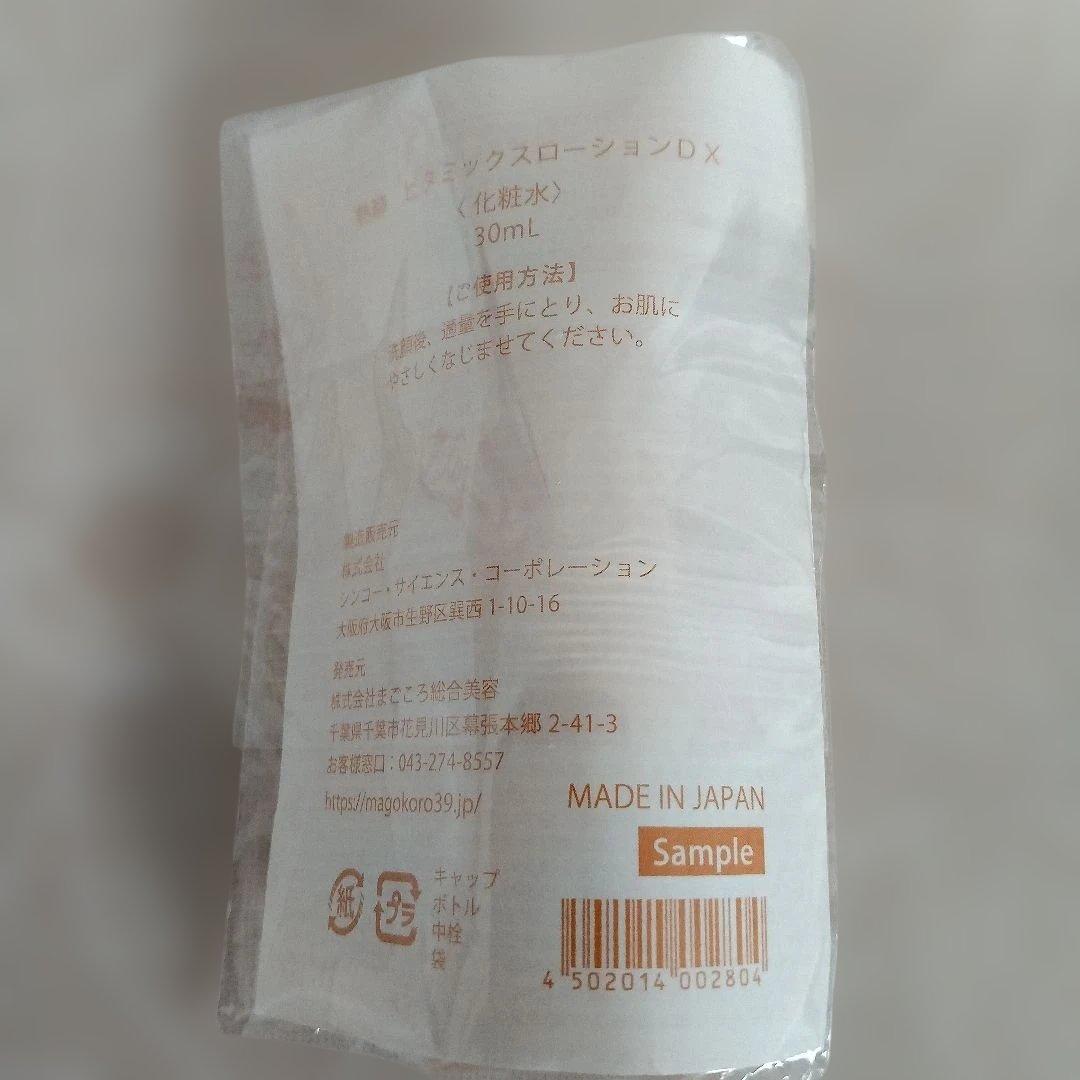 ビタミックスローションDX
〈化粧水〉
30mL
【ご使用方法】
洗顔後、適量を手にとり、お肌に
やさしくなじませてください。
製造販売元
株式会社
シンコー・サイエンス・コーポレーション
大阪府大阪市生野区巽西 1-10-16
発売元
株式会社まごころ総合美容
千葉県千葉市花見川区幕張本郷 2-41-3
お客様窓口：043-274-8557
https://magokoro39.jp/
MADE IN JAPAN
Sample
紙
プラ
キャップ
ボトル
中栓
袋
4 502014 002804